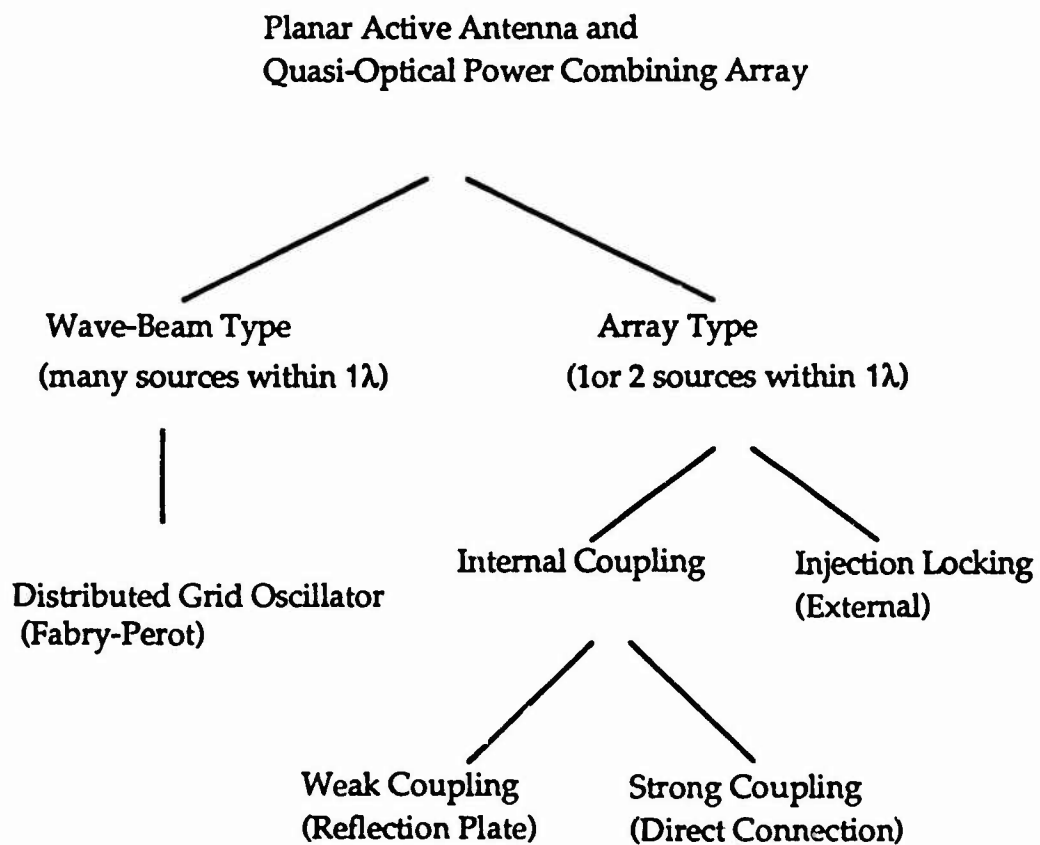 Planar Active Antenna and
Quasi-Optical Power Combining Array
Wave-Beam Type
(many sources within 1λ)
Array Type
(1or 2 sources within 1λ)
Distributed Grid Oscillator
(Fabry-Perot)
Internal Coupling
Injection Locking
(External)
Weak Coupling
(Reflection Plate)
Strong Coupling
(Direct Connection)